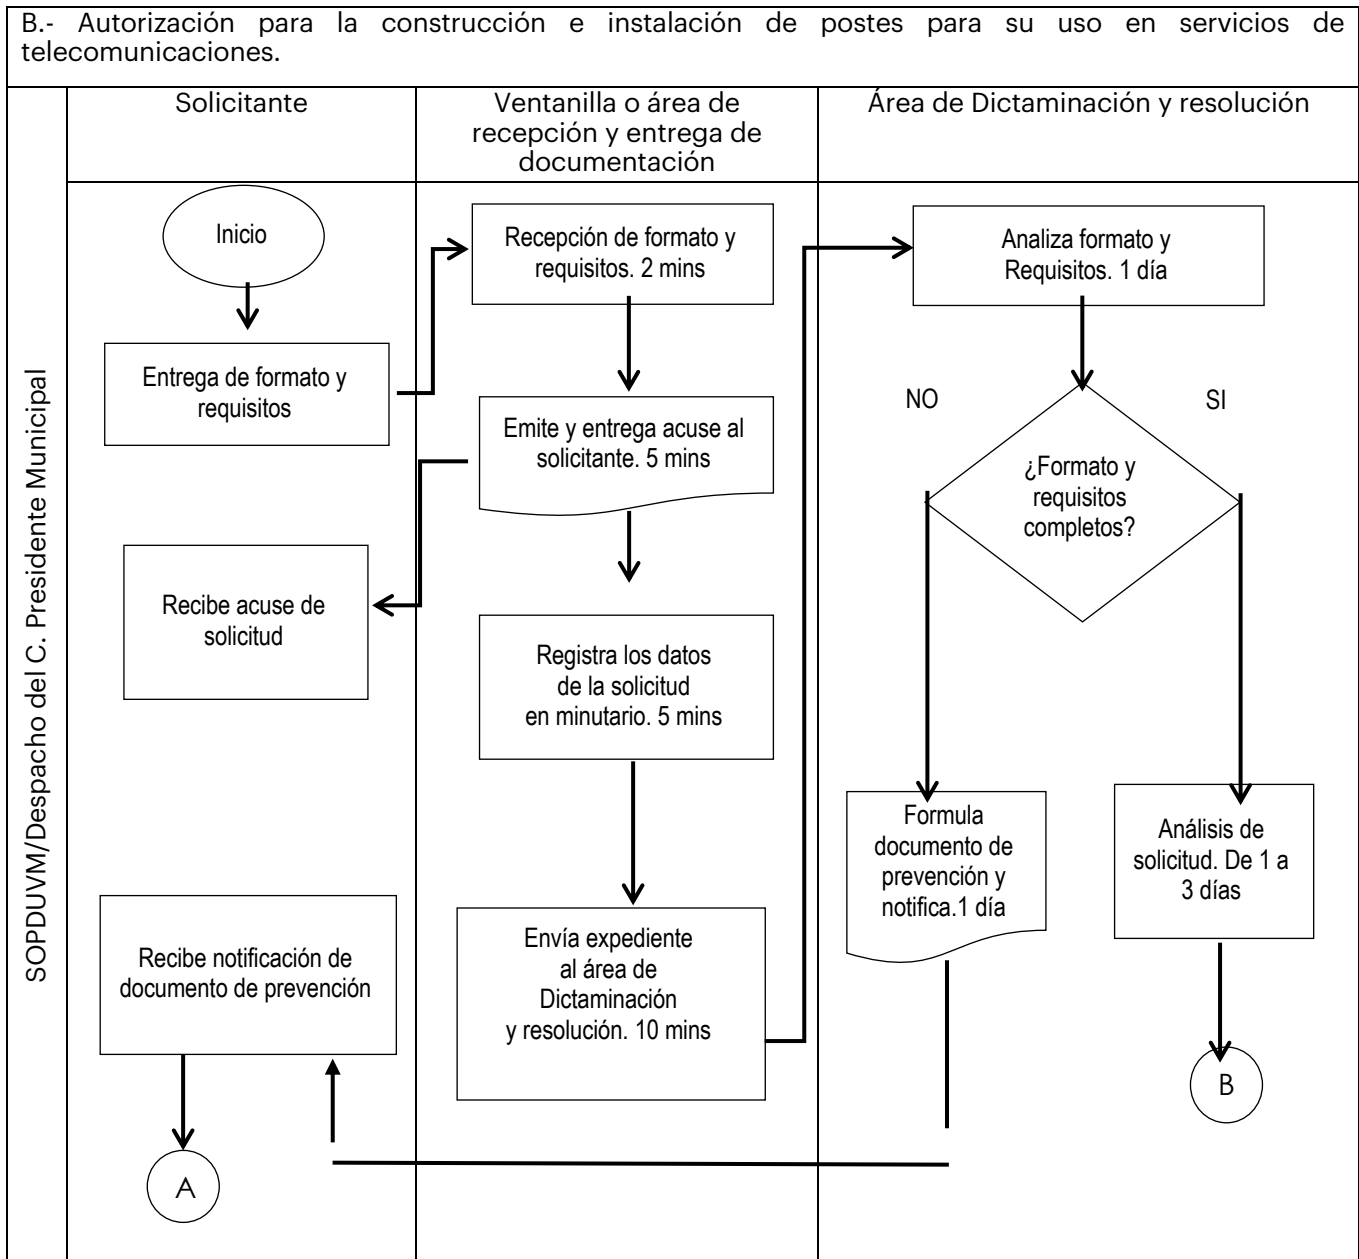 B.- Autorización para la construcción e instalación de postes para su uso en servicios de
telecomunicaciones.
SOPDUVM/Despacho del C. Presidente Municipal
Solicitante
Ventanilla o área de
recepción y entrega de
documentación
Área de Dictaminación y resolución
Inicio
Entrega de formato y
requisitos
Recibe acuse de
solicitud
Recibe notificación de
documento de prevención
A
Recepción de formato y
requisitos. 2 mins
Emite y entrega acuse al
solicitante. 5 mins
Registra los datos
de la solicitud
en minutario. 5 mins
Envía expediente
al área de
Dictaminación
y resolución. 10 mins
Analiza formato y
Requisitos. 1 día
NO
SI
¿Formato y
requisitos
completos?
Formula
documento de
prevención y
notifica.1 día
Análisis de
solicitud. De 1 a
3 días
B